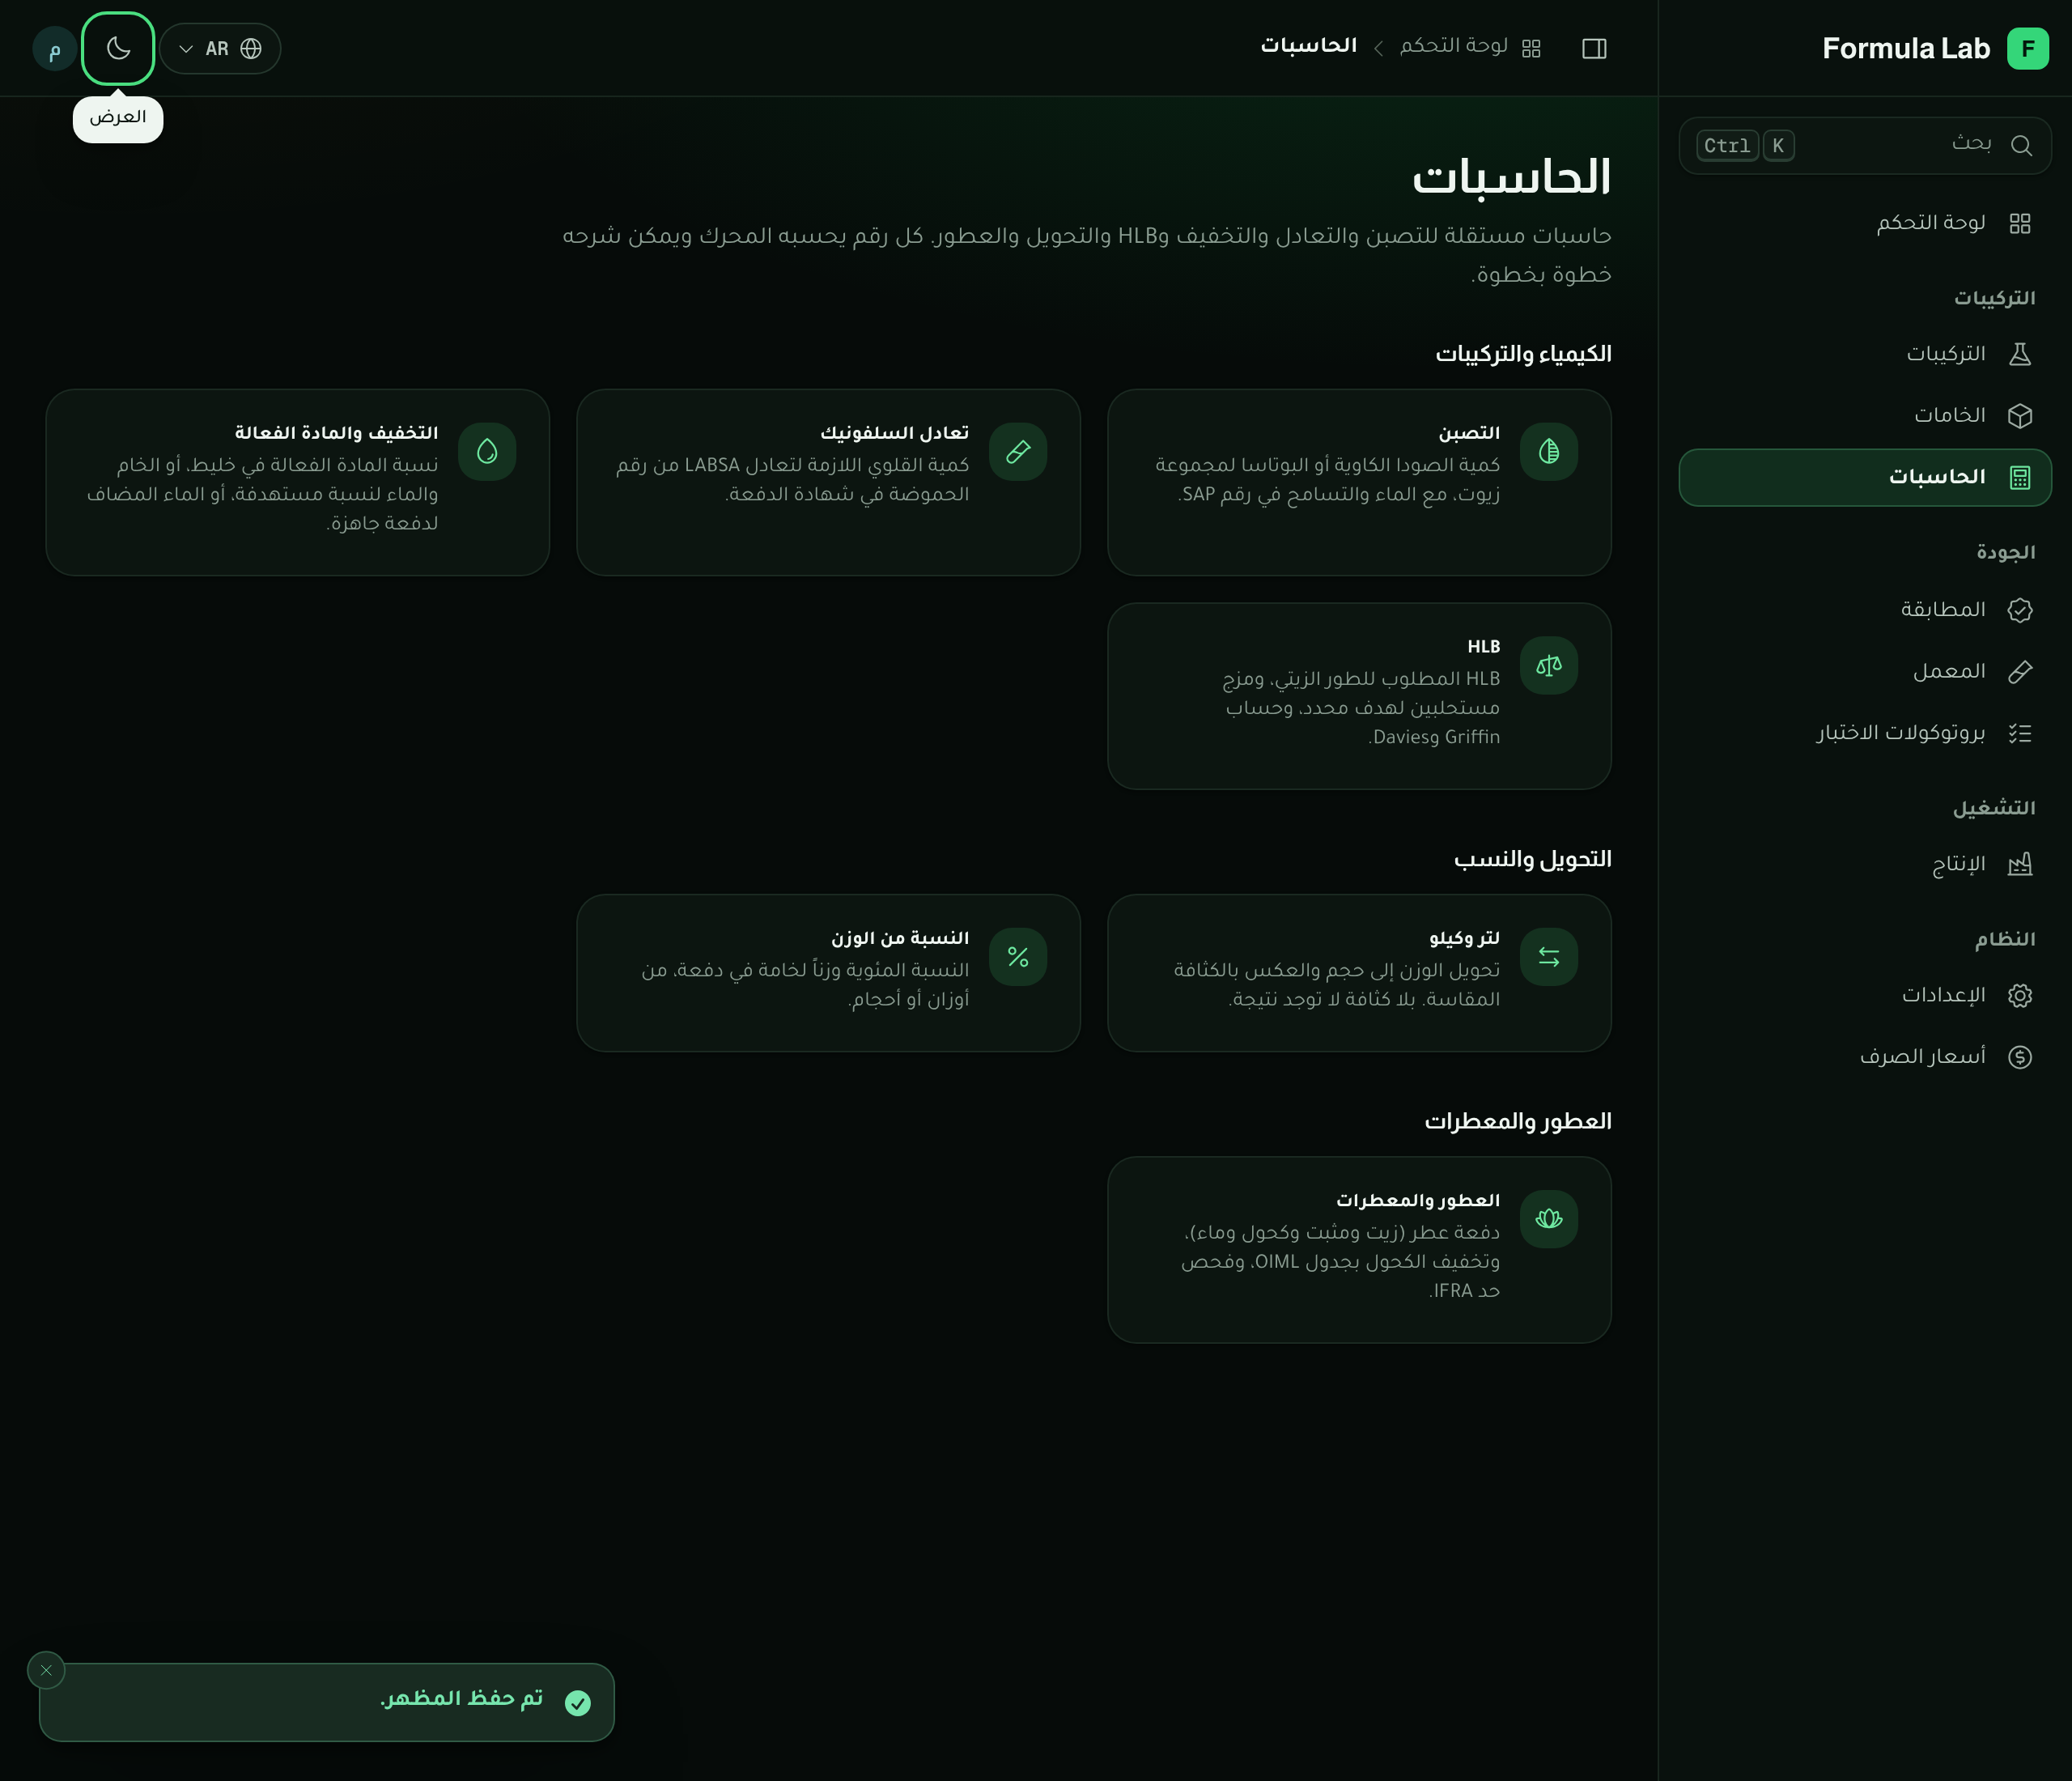 Formula Lab
F
بحث
Ctrl K
لوحة التحكم
التركيبات
التركيبات
الخامات
الحاسبات
الجودة
المطابقة
المعمل
بروتوكولات الاختبار
التشغيل
الإنتاج
النظام
الإعدادات
أسعار الصرف
لوحة التحكم
الحاسبات
AR
م
العرض
الحاسبات
حاسبات مستقلة للتصبن والتعادل والتخفيف وHLB والتحويل والعطور. كل رقم يحسبه المحرك ويمكن شرحه
خطوة بخطوة.
الكيمياء والتركيبات
التصبن
كمية الصودا الكاوية أو البوتاسا لمجموعة
زيوت، مع الماء والتسامح في رقم SAP.
تعادل السلفونيك
كمية القلوي اللازمة لتعادل LABSA من رقم
الحموضة في شهادة الدفعة.
التخفيف والمادة الفعالة
نسبة المادة الفعالة في خليط، أو الخام
والماء لنسبة مستهدفة، أو الماء المضاف
لدفعة جاهزة.
HLB
HLB المطلوب للطور الزيتي، ومزج
مستحلبين لهدف محدد، وحساب
Griffin وDavies.
التحويل والنسب
لتر وكيلو
تحويل الوزن إلى حجم والعكس بالكثافة
المقاسة. بلا كثافة لا توجد نتيجة.
النسبة من الوزن
النسبة المئوية وزناً لخامة في دفعة، من
أوزان أو أحجام.
العطور والمعطرات
العطور والمعطرات
دفعة عطر (زيت ومثبت وكحول وماء)،
وتخفيف الكحول بجدول OIML، وفحص
حد IFRA.
تم حفظ المظهر.